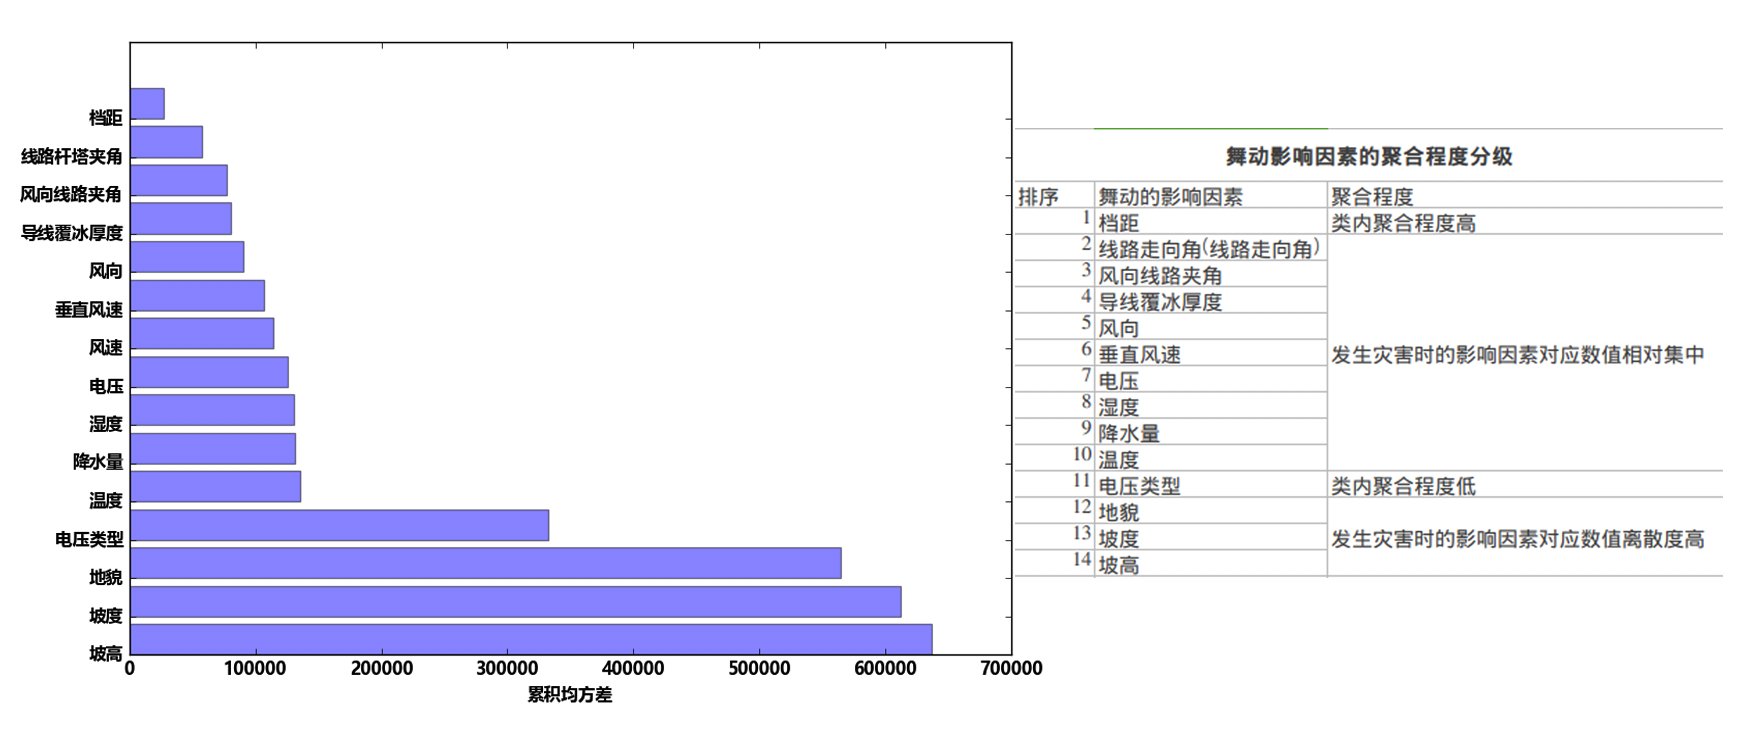 档距
线路杆塔夹角
风向线路夹角
导线覆冰厚度
风向
垂直风速
风速
电压
湿度
降水量
温度
电压类型
地貌
坡度
坡高
0 100000 200000 300000 400000 500000 600000 700000
累积均方差
舞动影响因素的聚合程度分级
排序 舞动的影响因素 聚合程度
1 档距 类内聚合程度高
2 线路走向角(线路走向角)
3 风向线路夹角
4 导线覆冰厚度
5 风向
6 垂直风速 发生灾害时的影响因素对应数值相对集中
7 电压
8 湿度
9 降水量
10 温度
11 电压类型 类内聚合程度低
12 地貌
13 坡度 发生灾害时的影响因素对应数值离散度高
14 坡高